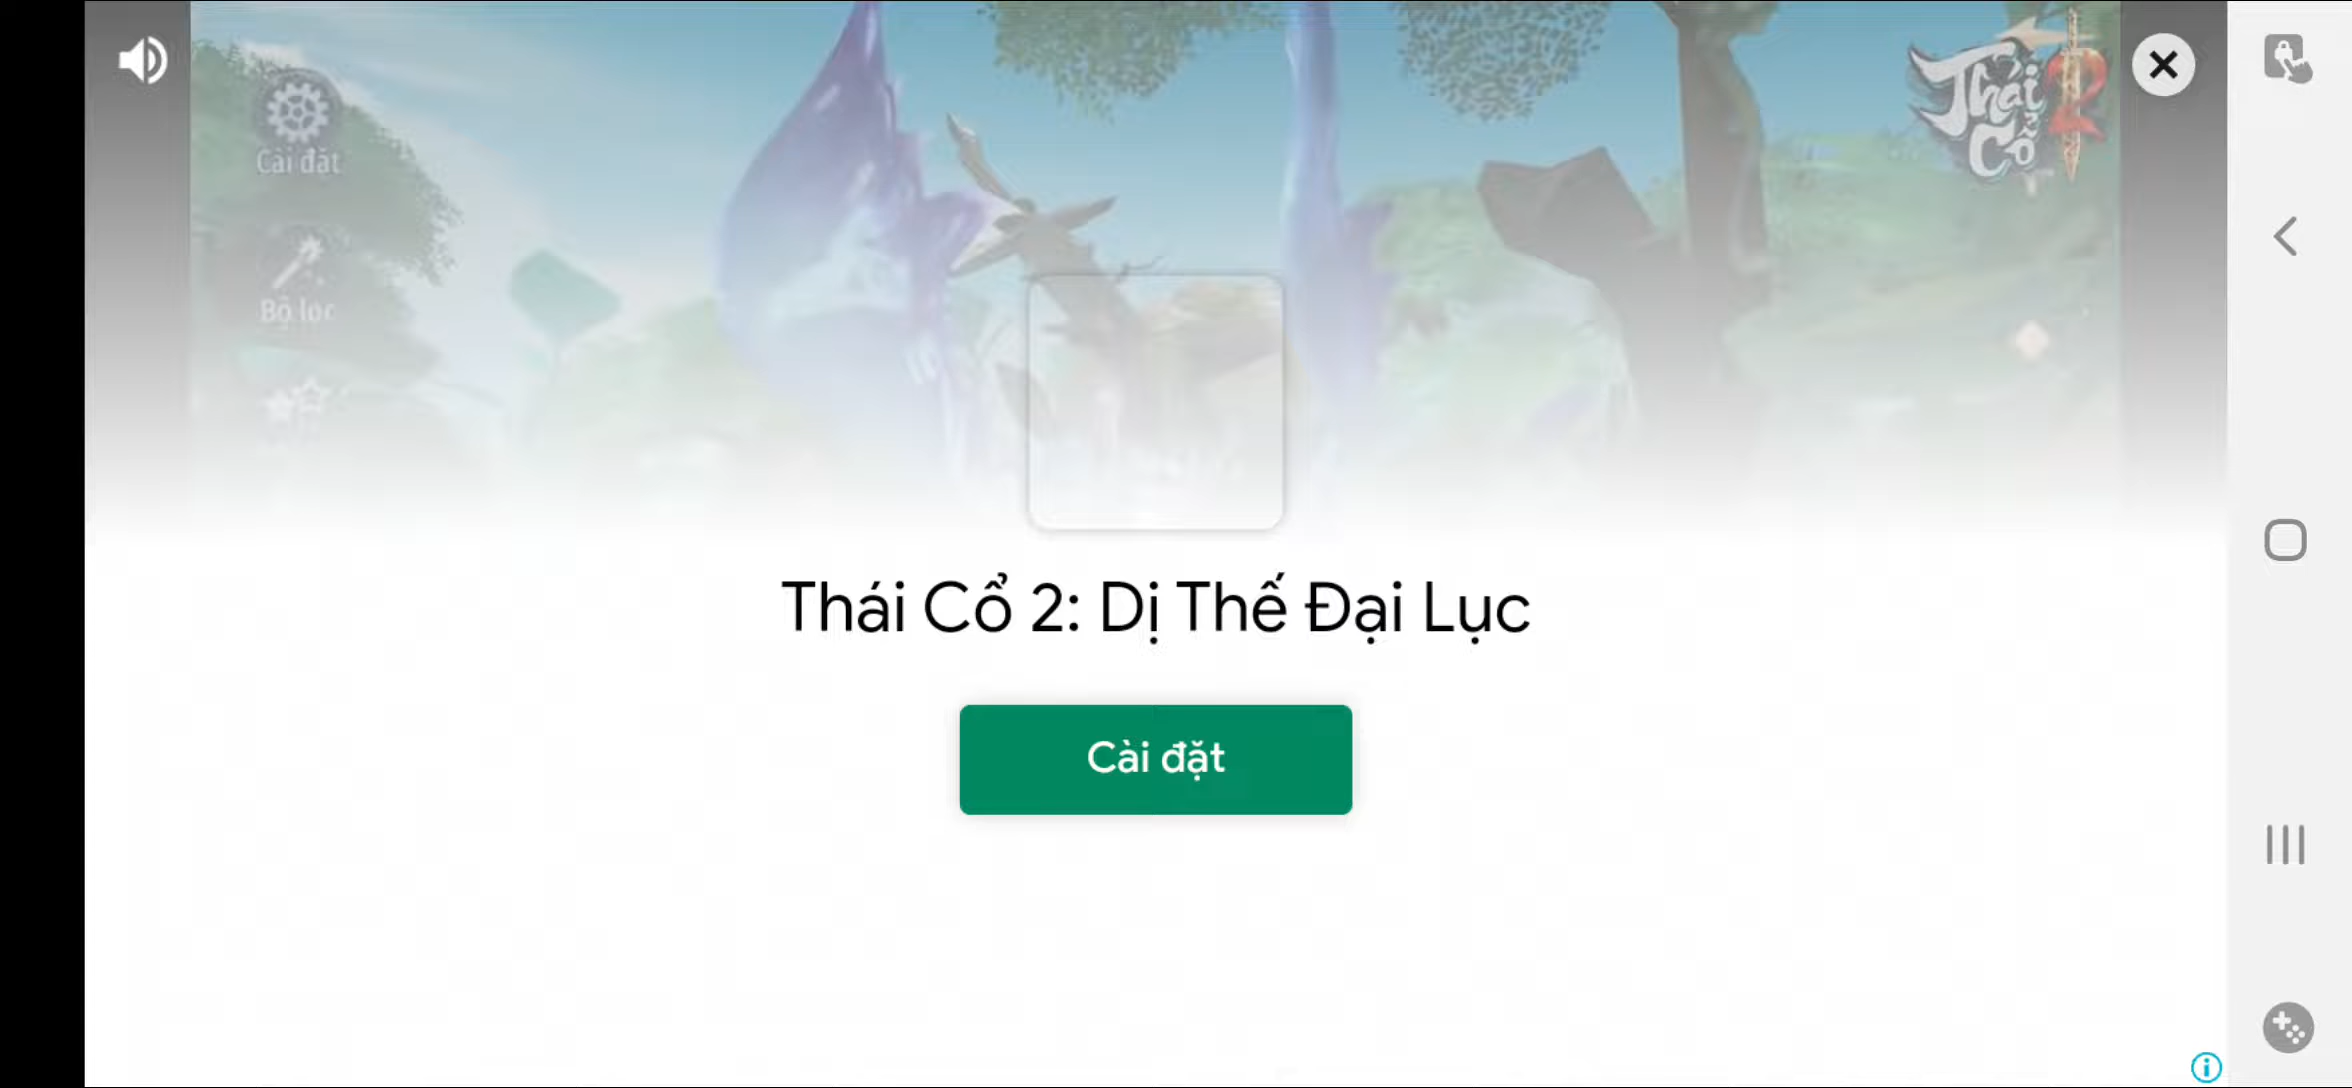 Cài đặt
Bộ lọc
Thái Cổ 2
Thái Cổ 2: Dị Thế Đại Lục
Cài đặt